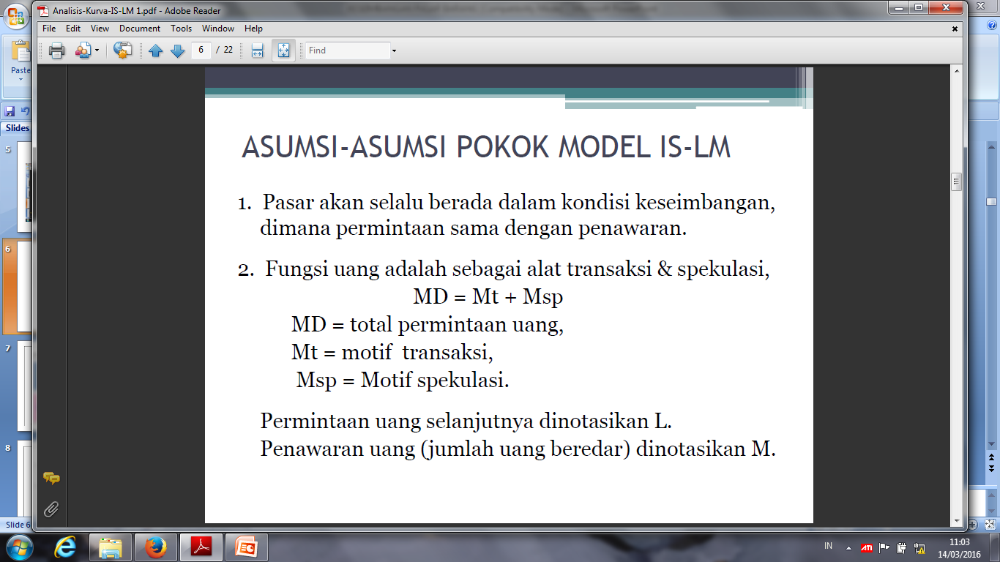 Analisis-Kurva-IS-LM 1.pdf - Adobe Reader
File Edit View Document Tools Window Help
6 / 22 Find
Paste
Slides
5
6
7
8
Slide 6
ASUMSI-ASUMSI POKOK MODEL IS-LM
1. Pasar akan selalu berada dalam kondisi keseimbangan,
dimana permintaan sama dengan penawaran.
2. Fungsi uang adalah sebagai alat transaksi & spekulasi,
MD = Mt + Msp
MD = total permintaan uang,
Mt = motif transaksi,
Msp = Motif spekulasi.
Permintaan uang selanjutnya dinotasikan L.
Penawaran uang (jumlah uang beredar) dinotasikan M.
IN
ATI
11:03
14/03/2016